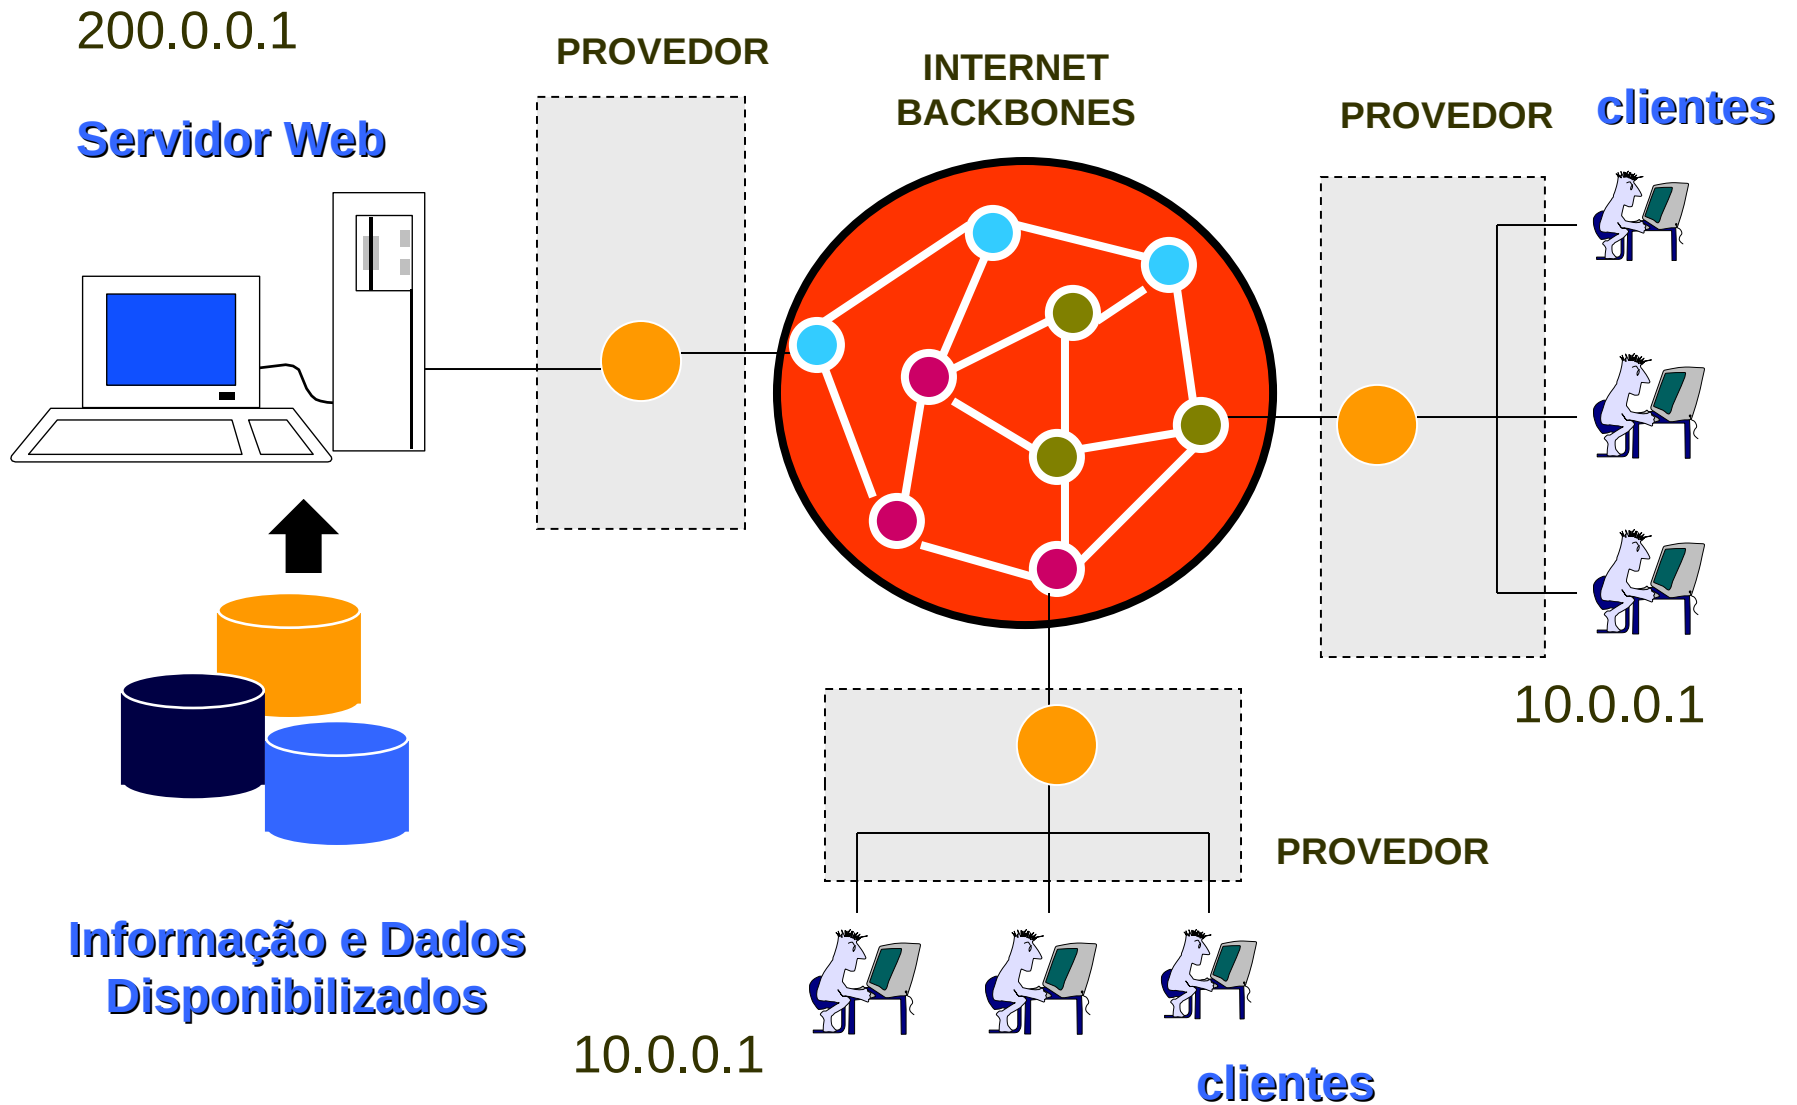 200.0.0.1
PROVEDOR
INTERNET
BACKBONES
PROVEDOR
clientes
Servidor Web
10.0.0.1
PROVEDOR
Informação e Dados
Disponibilizados
10.0.0.1
clientes